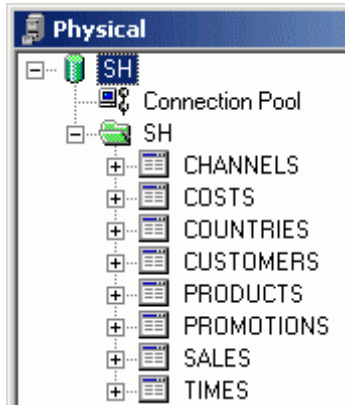 Physical
SH
Connection Pool
SH
CHANNELS
COSTS
COUNTRIES
CUSTOMERS
PRODUCTS
PROMOTIONS
SALES
TIMES